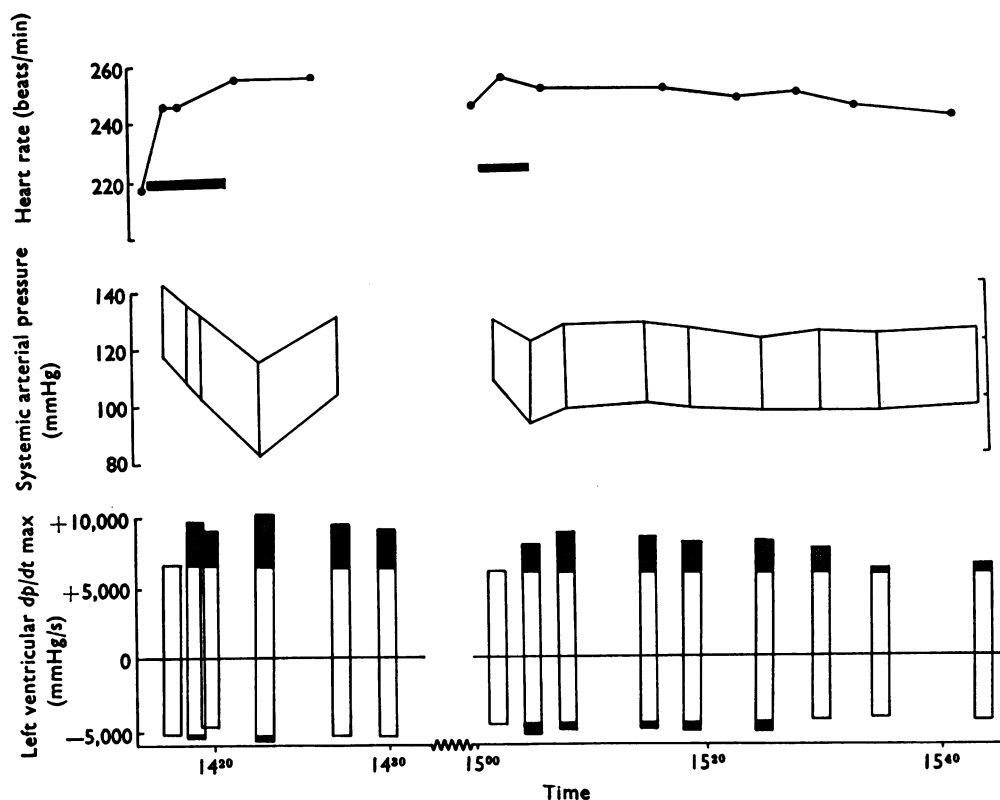 Heart rate (beats/min)
260
240
220
Systemic arterial pressure
(mmHg)
140
120
100
80
Left ventricular dp/dt max
(mmHg/s)
+10,000
+5,000
0
−5,000
14²⁰
14³⁰
15⁰⁰
15²⁰
15⁴⁰
Time